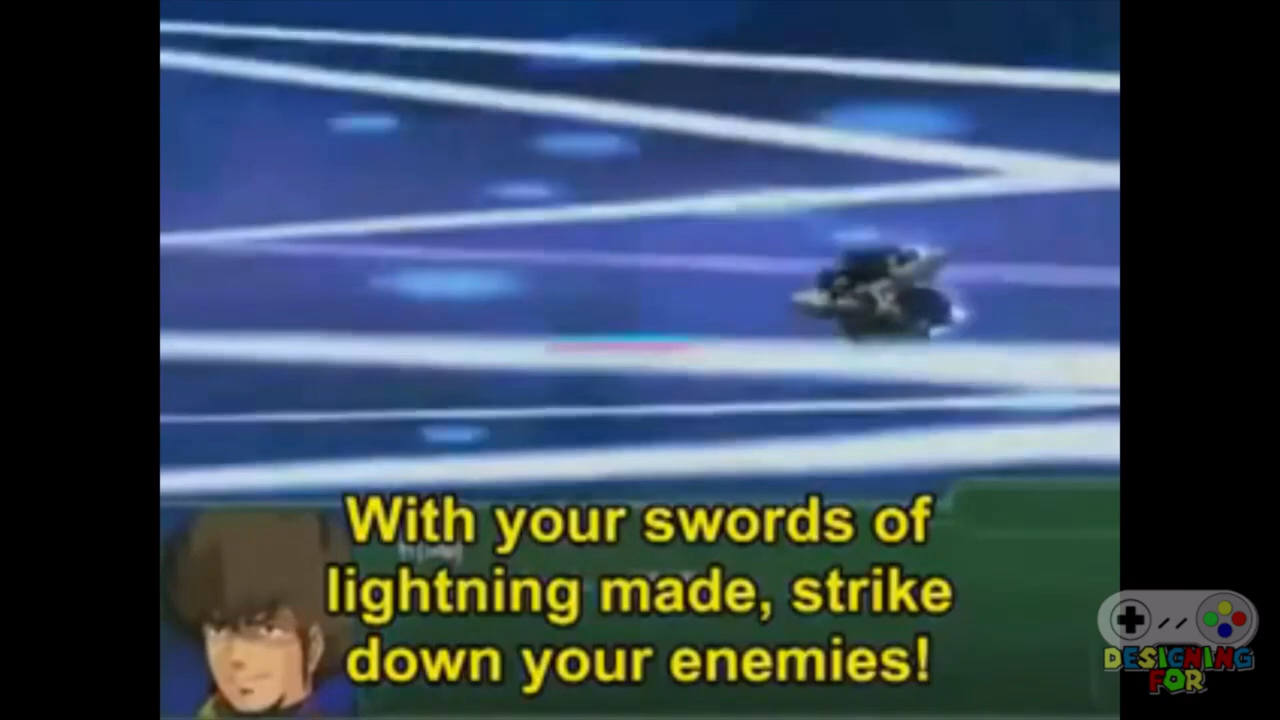 With your swords of
lightning made, strike
down your enemies!
DESIGNING
FOR